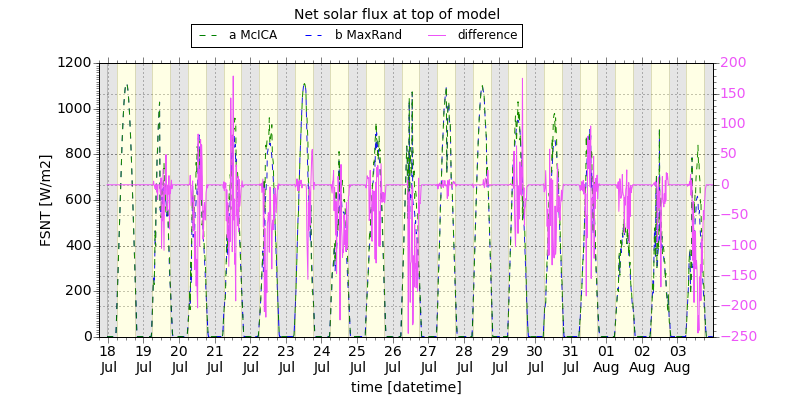 Net solar flux at top of model
a McICA b MaxRand difference
1200 200
1000 150
800 100
600 50
400 0
200 −50
0 −100
−150
−200
−250
FSNT [W/m2]
18 19 20 21 22 23 24 25 26 27 28 29 30 31 01 02 03
Jul Jul Jul Jul Jul Jul Jul Jul Jul Jul Jul Jul Jul Jul Aug Aug Aug
time [datetime]